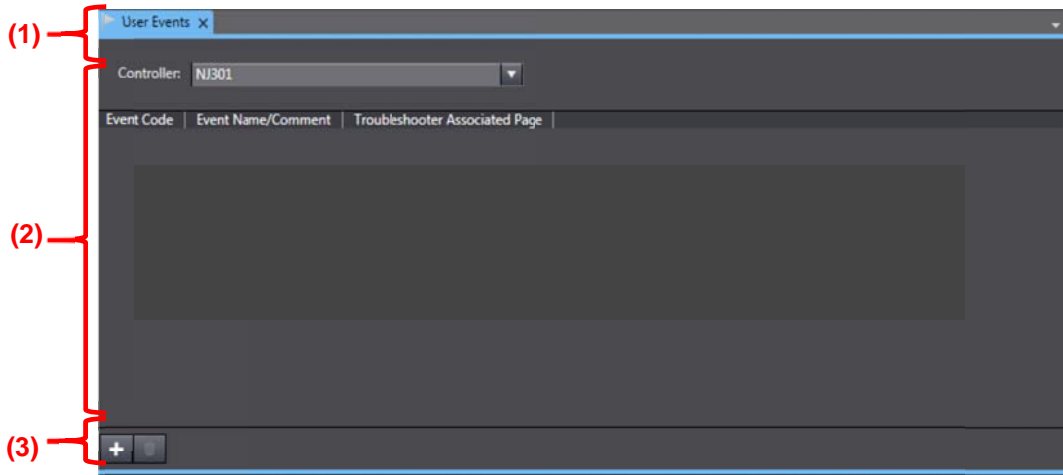 (1)
User Events
Controller: NJ301
Event Code | Event Name/Comment | Troubleshooter Associated Page |
(2)
(3)